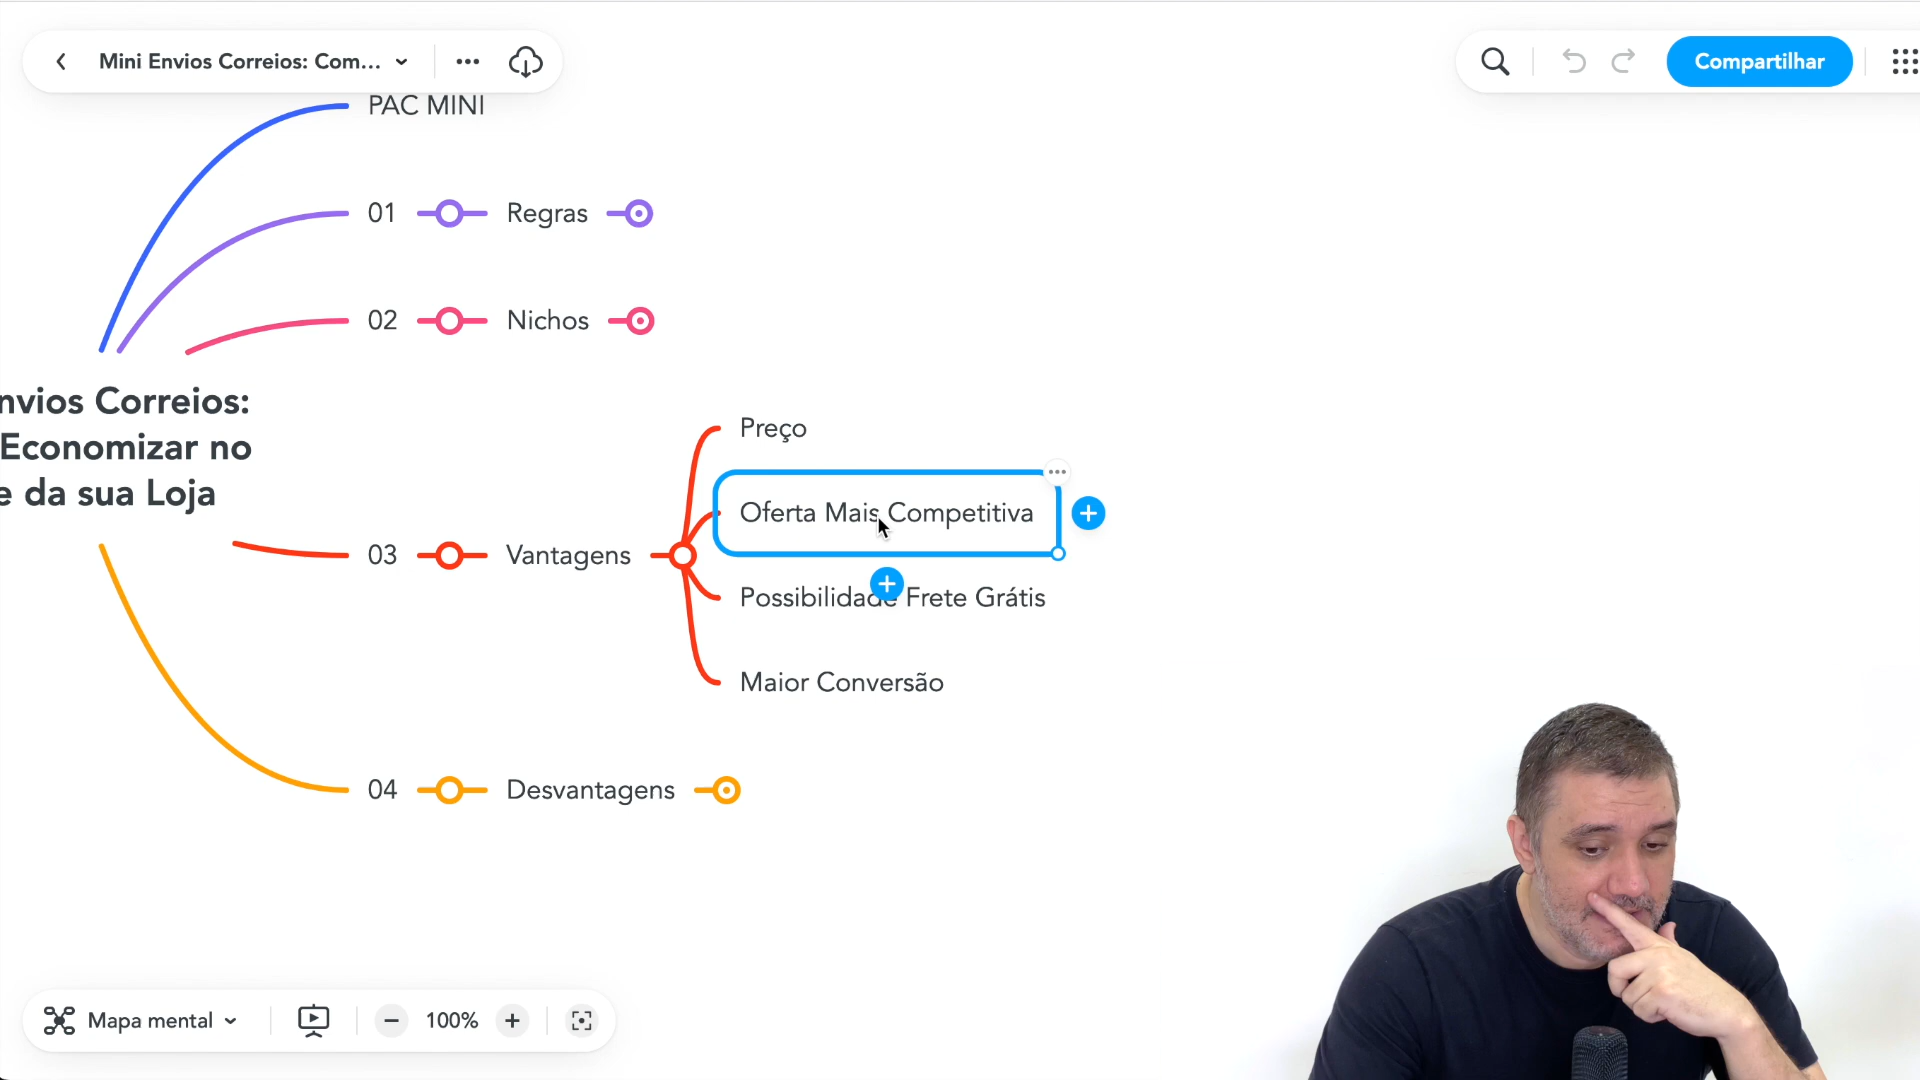 Mini Envios Correios: Com...
Compartilhar
PAC MINI
01 Regras
02 Nichos
nvios Correios:
Economizar no
e da sua Loja
Preço
Oferta Mais Competitiva
03 Vantagens
Possibilidade Frete Grátis
Maior Conversão
04 Desvantagens
Mapa mental
100%